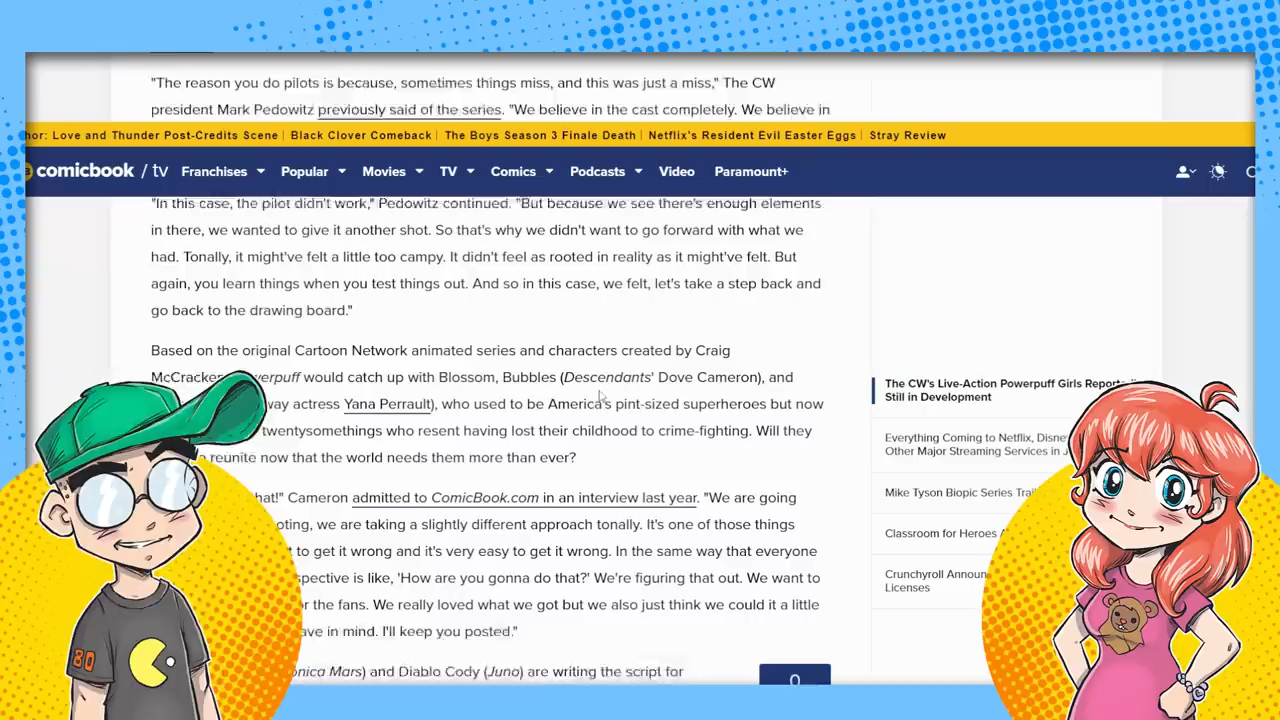 "The reason you do pilots is because, sometimes things miss, and this was just a miss," The CW
president Mark Pedowitz previously said of the series. "We believe in the cast completely. We believe in
hor: Love and Thunder Post-Credits Scene | Black Clover Comeback | The Boys Season 3 Finale Death | Netflix's Resident Evil Easter Eggs | Stray Review
comicbook / tv Franchises Popular Movies TV Comics Podcasts Video Paramount+
"In this case, the pilot didn't work," Pedowitz continued. "But because we see there's enough elements
in there, we wanted to give it another shot. So that's why we didn't want to go forward with what we
had. Tonally, it might've felt a little too campy. It didn't feel as rooted in reality as it might've felt. But
again, you learn things when you test things out. And so in this case, we felt, let's take a step back and
go back to the drawing board."
Based on the original Cartoon Network animated series and characters created by Craig
McCracken erpuff would catch up with Blossom, Bubbles (Descendants' Dove Cameron), and
way actress Yana Perrault), who used to be America's pint-sized superheroes but now
twentysomethings who resent having lost their childhood to crime-fighting. Will they
reunite now that the world needs them more than ever?
hat!" Cameron admitted to ComicBook.com in an interview last year. "We are going
oting, we are taking a slightly different approach tonally. It's one of those things
t to get it wrong and it's very easy to get it wrong. In the same way that everyone
spective is like, 'How are you gonna do that?' We're figuring that out. We want to
or the fans. We really loved what we got but we also just think we could it a little
ave in mind. I'll keep you posted."
onica Mars) and Diablo Cody (Juno) are writing the script for
The CW's Live-Action Powerpuff Girls Reporte
Still in Development
Everything Coming to Netflix, Disne
Other Major Streaming Services in J
Mike Tyson Biopic Series Trai
Classroom for Heroes A
Crunchyroll Announ
Licenses
0
80